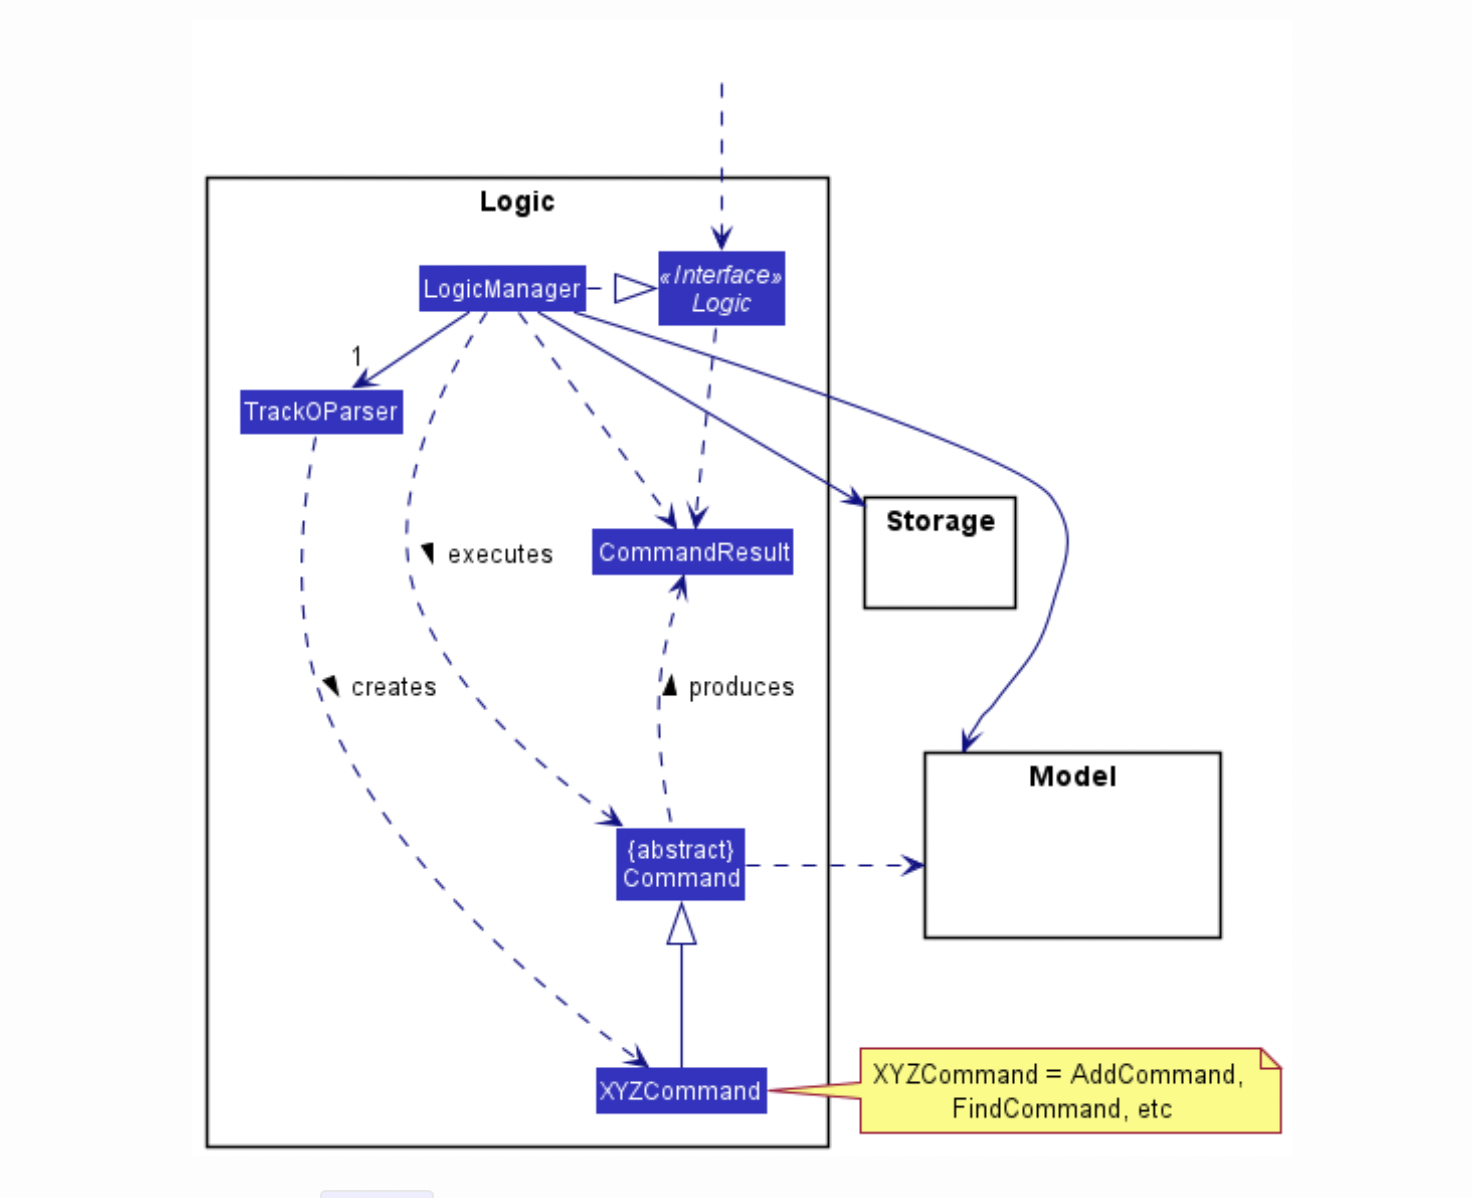 Logic
«Interface»
Logic
LogicManager
1
TrackOParser
Storage
CommandResult
executes
creates
produces
Model
{abstract}
Command
XYZCommand
XYZCommand = AddCommand,
FindCommand, etc